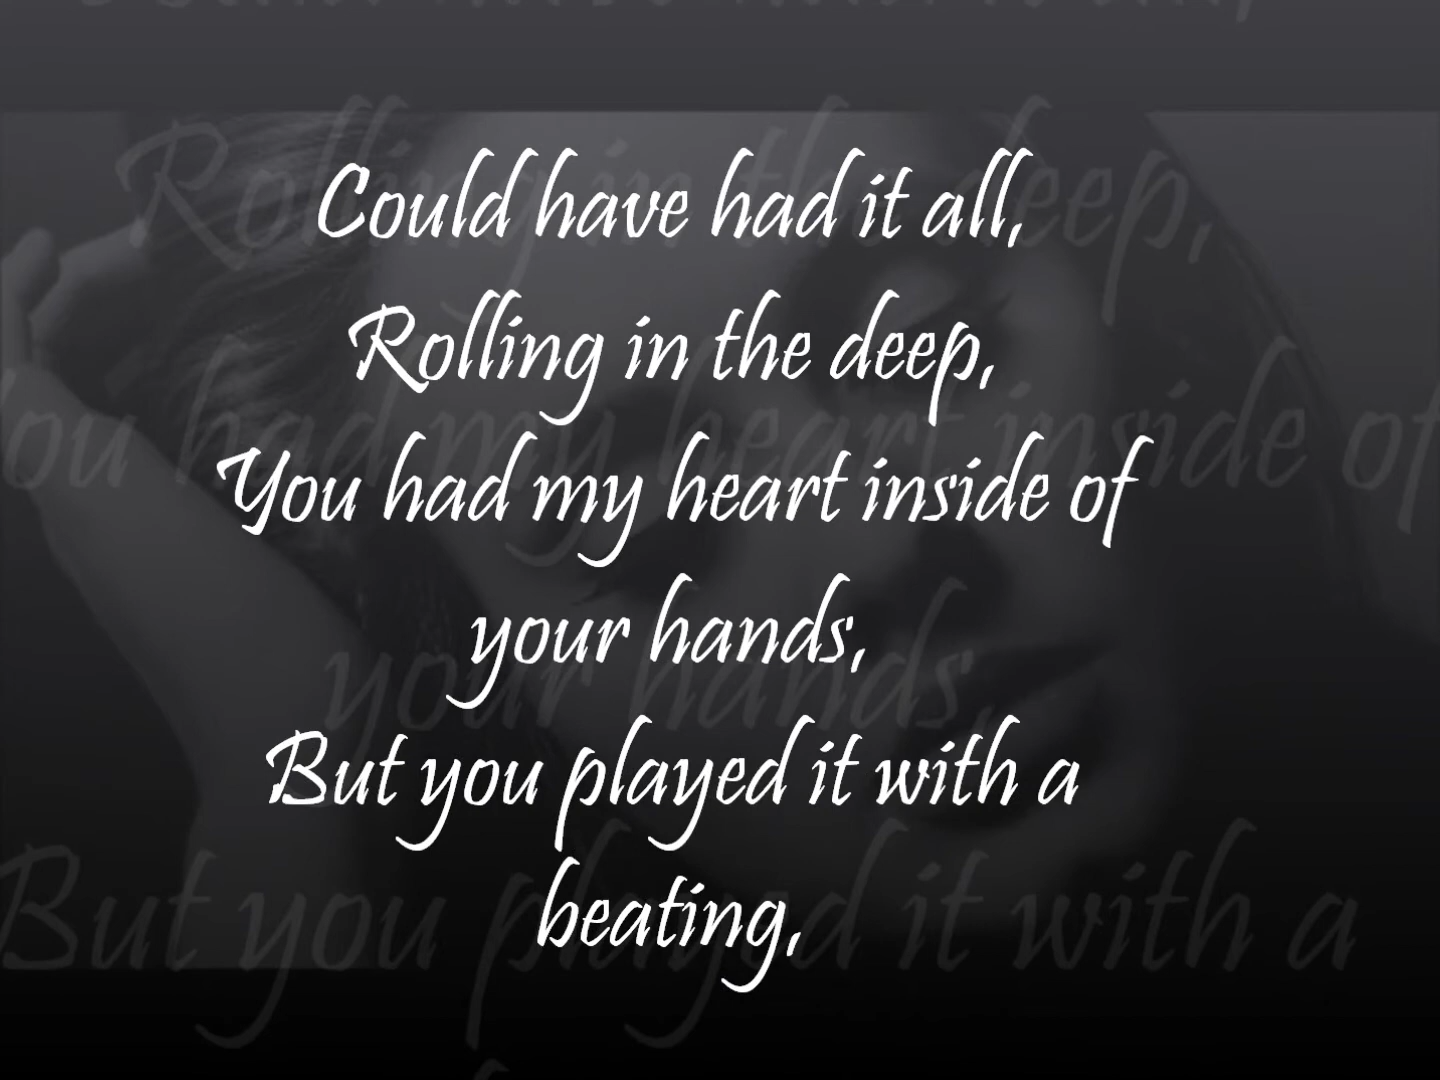 Could have had it all,
Rolling in the deep,
You had my heart inside of
your hands,
But you played it with a
beating,